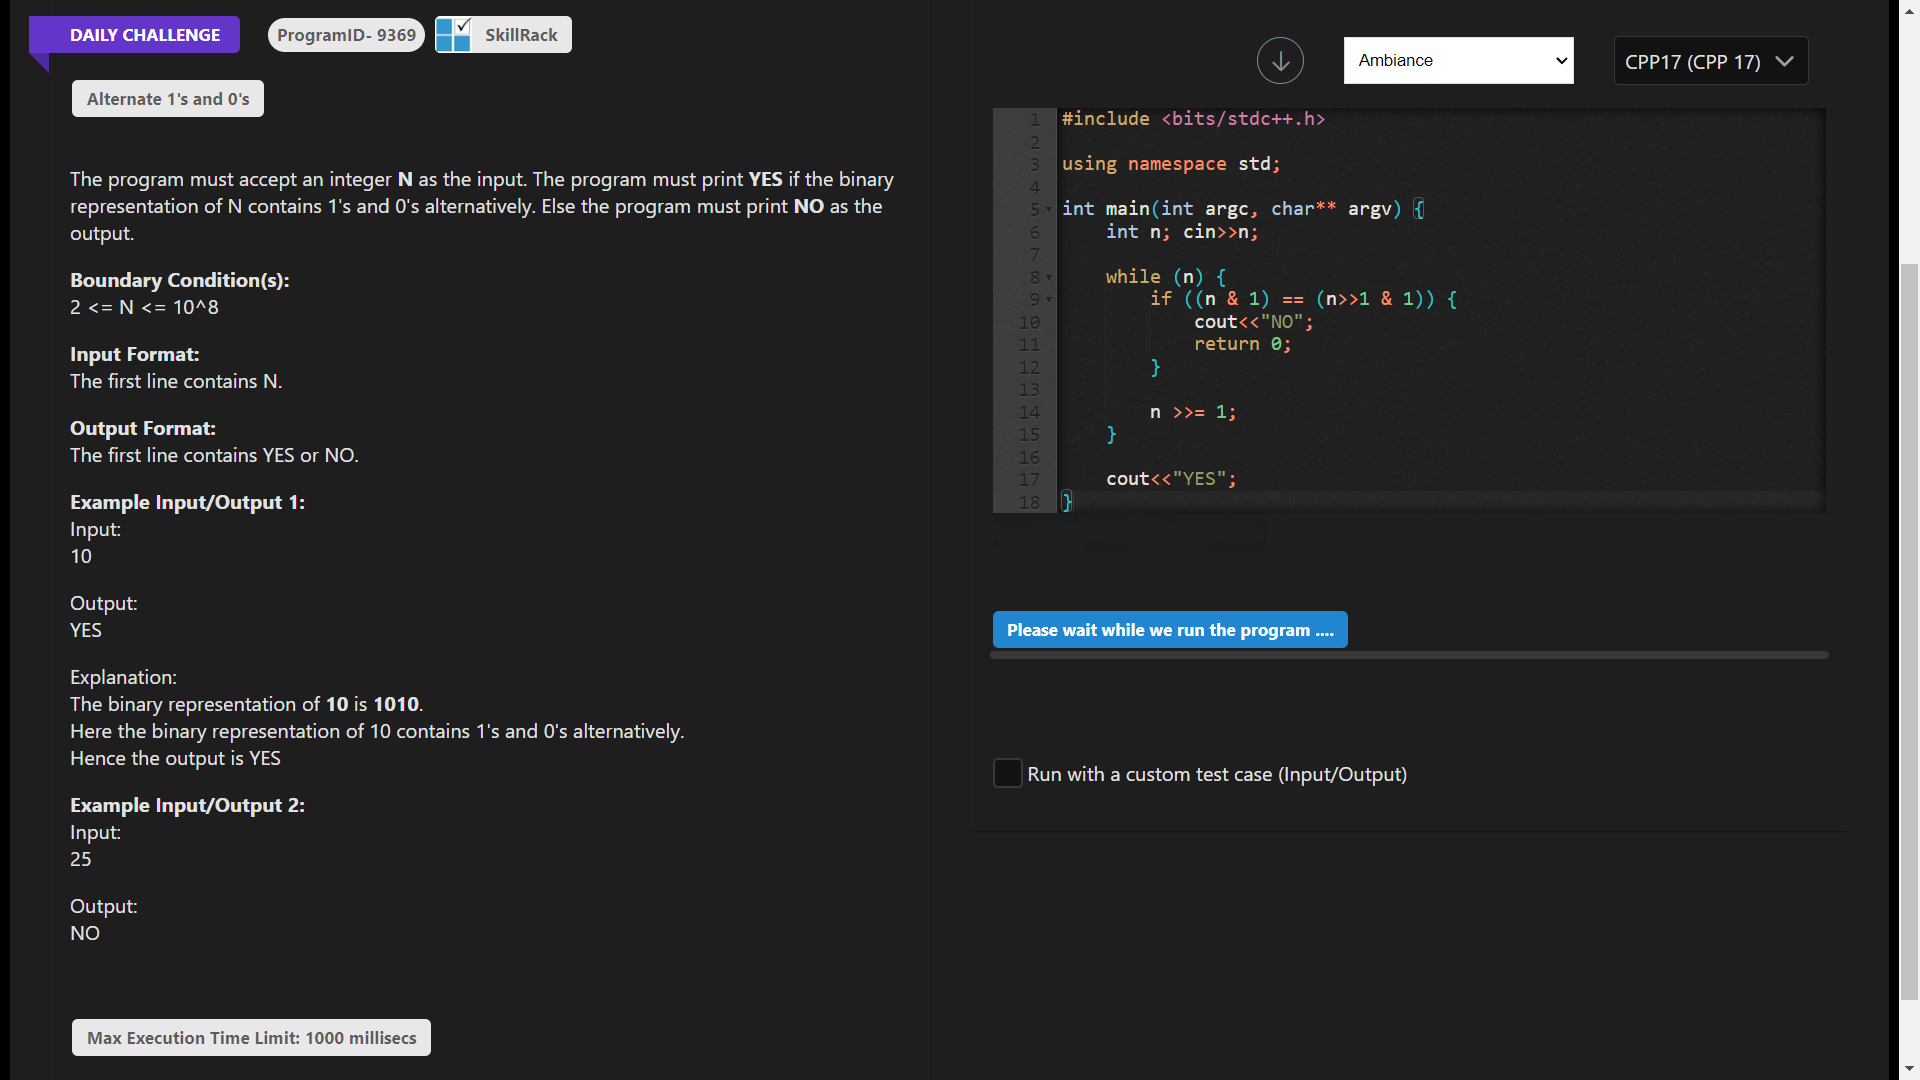 DAILY CHALLENGE
ProgramID- 9369
SkillRack
Alternate 1's and 0's
The program must accept an integer N as the input. The program must print YES if the binary
representation of N contains 1's and 0's alternatively. Else the program must print NO as the
output.
Boundary Condition(s):
2 <= N <= 10^8
Input Format:
The first line contains N.
Output Format:
The first line contains YES or NO.
Example Input/Output 1:
Input:
10
Output:
YES
Explanation:
The binary representation of 10 is 1010.
Here the binary representation of 10 contains 1's and 0's alternatively.
Hence the output is YES
Example Input/Output 2:
Input:
25
Output:
NO
Max Execution Time Limit: 1000 millisecs
Ambiance
CPP17 (CPP 17)
1 #include <bits/stdc++.h>
2
3 using namespace std;
4
5 int main(int argc, char** argv) {
6     int n; cin>>n;
7
8     while (n) {
9         if ((n & 1) == (n>>1 & 1)) {
10             cout<<"NO";
11             return 0;
12         }
13
14         n >>= 1;
15     }
16
17     cout<<"YES";
18 }
Please wait while we run the program ....
Run with a custom test case (Input/Output)